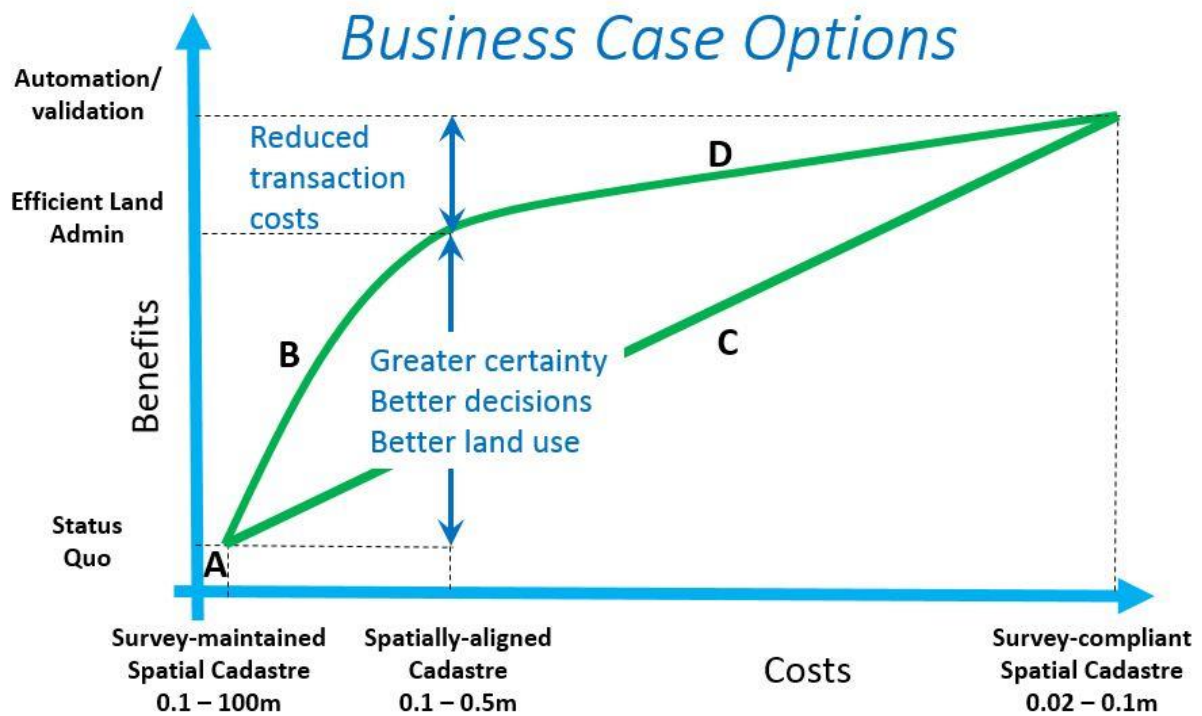 Business Case Options
Automation/
validation
Reduced
transaction
costs
D
Efficient Land
Admin
Benefits
B
C
Greater certainty
Better decisions
Better land use
Status
Quo
A
Survey-maintained
Spatial Cadastre
0.1 – 100m
Spatially-aligned
Cadastre
0.1 – 0.5m
Costs
Survey-compliant
Spatial Cadastre
0.02 – 0.1m